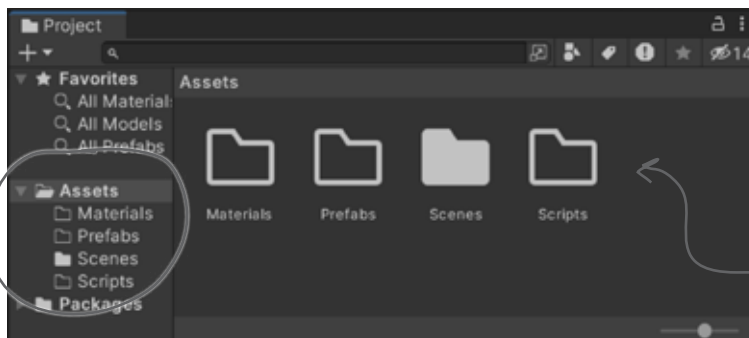 Project
14
Favorites
Assets
All Materials
All Models
All Prefabs
Assets
Materials
Prefabs
Scenes
Scripts
Packages
Materials Prefabs Scenes Scripts